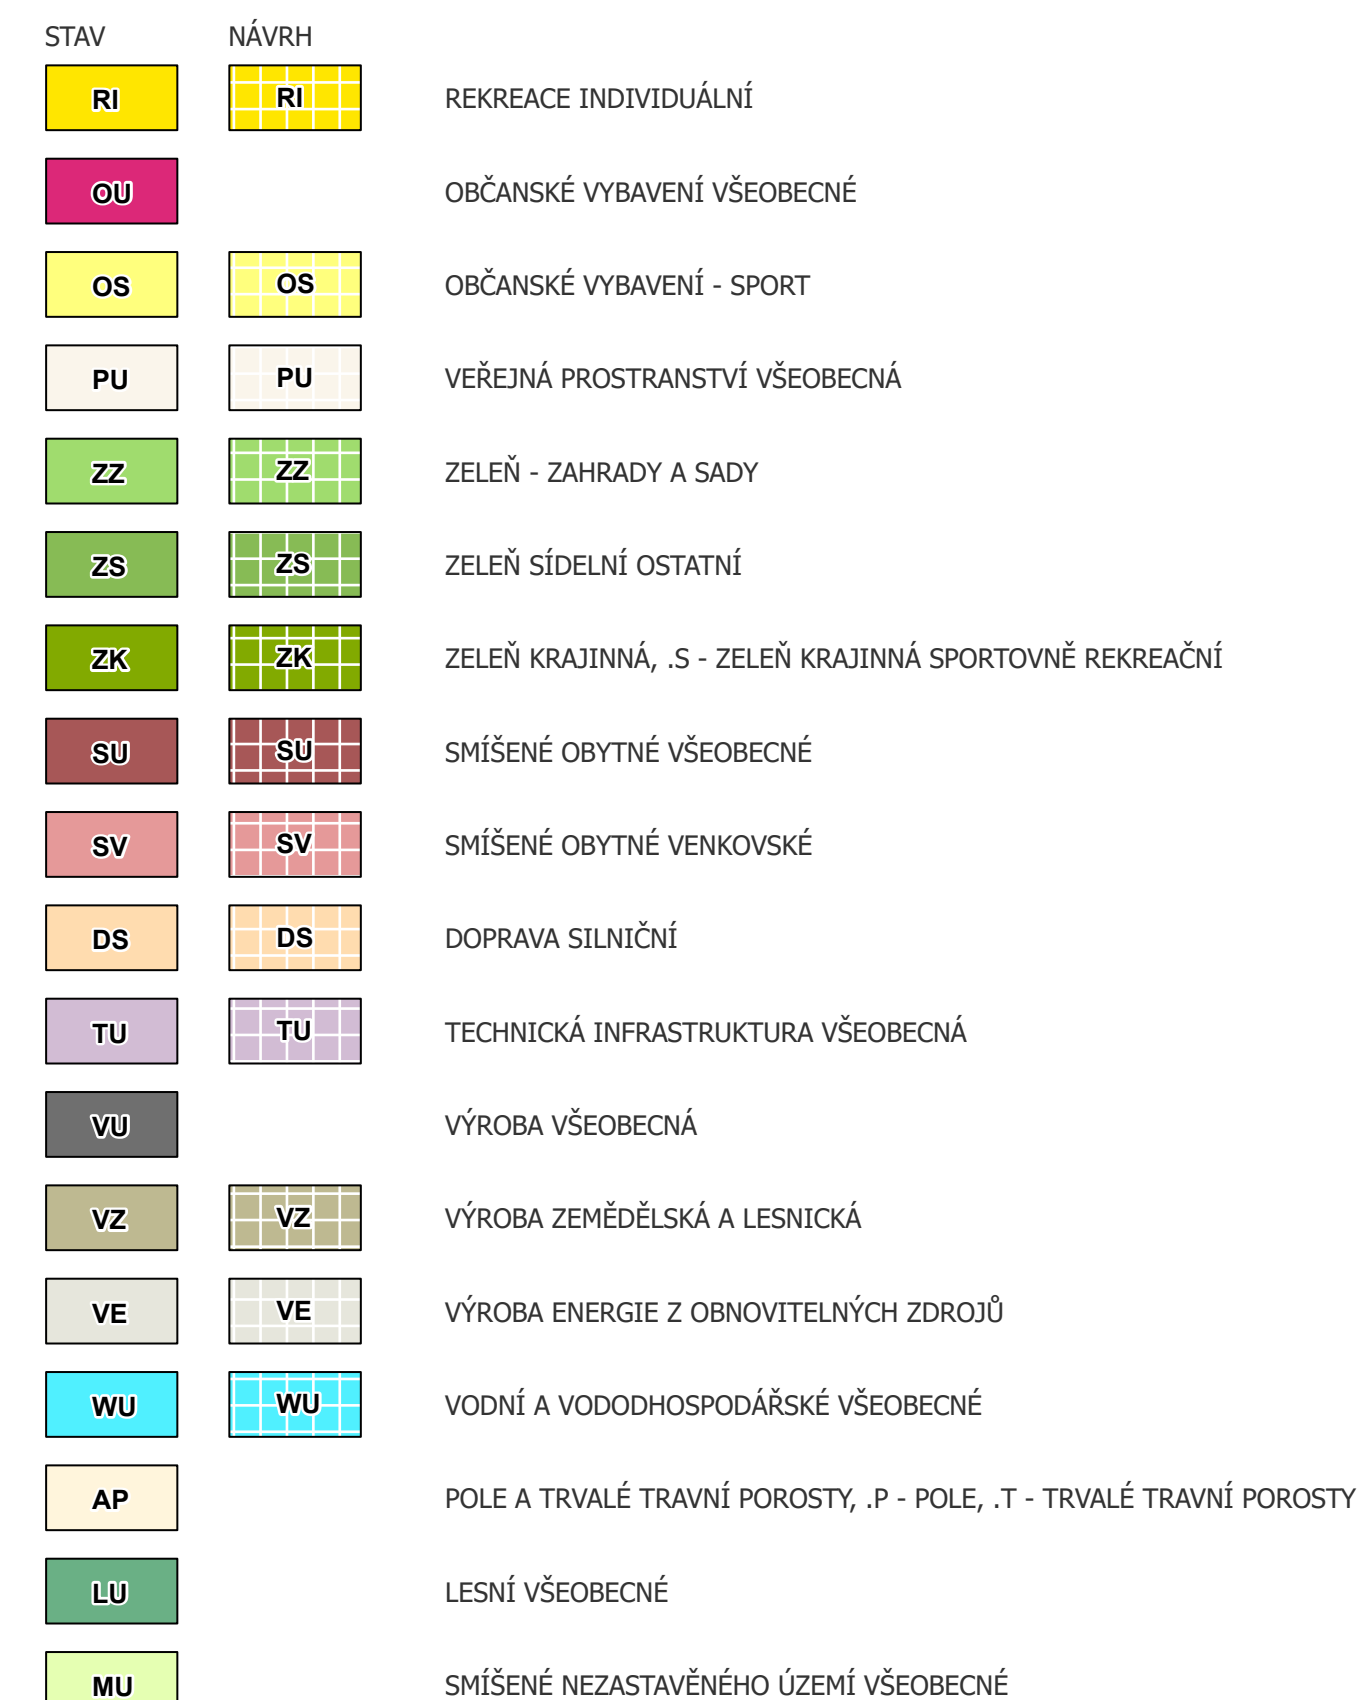 STAV NÁVRH
RI RI REKREACE INDIVIDUÁLNÍ
OU OBČANSKÉ VYBAVENÍ VŠEOBECNÉ
OS OS OBČANSKÉ VYBAVENÍ - SPORT
PU PU VEŘEJNÁ PROSTRANSTVÍ VŠEOBECNÁ
ZZ ZZ ZELEŇ - ZAHRADY A SADY
ZS ZS ZELEŇ SÍDELNÍ OSTATNÍ
ZK ZK ZELEŇ KRAJINNÁ, .S - ZELEŇ KRAJINNÁ SPORTOVNĚ REKREAČNÍ
SU SU SMÍŠENÉ OBYTNÉ VŠEOBECNÉ
SV SV SMÍŠENÉ OBYTNÉ VENKOVSKÉ
DS DS DOPRAVA SILNIČNÍ
TU TU TECHNICKÁ INFRASTRUKTURA VŠEOBECNÁ
VU VÝROBA VŠEOBECNÁ
VZ VZ VÝROBA ZEMĚDĚLSKÁ A LESNICKÁ
VE VE VÝROBA ENERGIE Z OBNOVITELNÝCH ZDROJŮ
WU WU VODNÍ A VODODHOSPODÁŘSKÉ VŠEOBECNÉ
AP POLE A TRVALÉ TRAVNÍ POROSTY, .P - POLE, .T - TRVALÉ TRAVNÍ POROSTY
LU LESNÍ VŠEOBECNÉ
MU SMÍŠENÉ NEZASTAVĚNÉHO ÚZEMÍ VŠEOBECNÉ